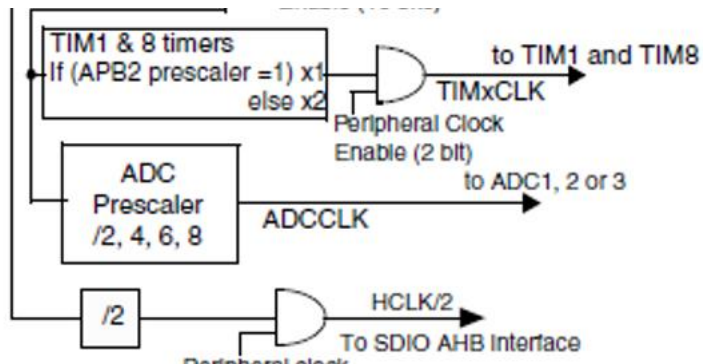 TIM1 & 8 timers
If (APB2 prescaler =1) x1
else x2
to TIM1 and TIM8
TIMxCLK
Peripheral Clock
Enable (2 bit)
ADC
Prescaler
/2, 4, 6, 8
to ADC1, 2 or 3
ADCCLK
/2
HCLK/2
To SDIO AHB Interface
Peripheral clock